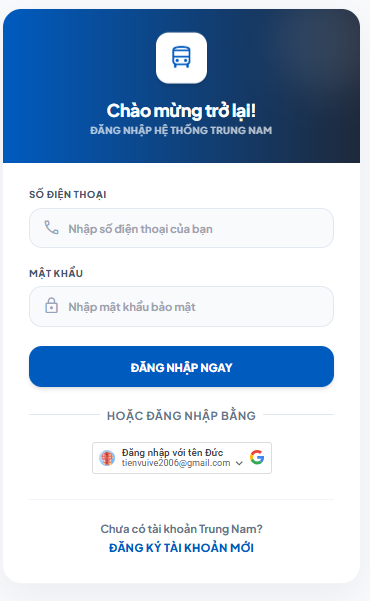 Chào mừng trở lại!
ĐĂNG NHẬP HỆ THỐNG TRUNG NAM
SỐ ĐIỆN THOẠI
Nhập số điện thoại của bạn
MẬT KHẨU
Nhập mật khẩu bảo mật
ĐĂNG NHẬP NGAY
HOẶC ĐĂNG NHẬP BẰNG
Đăng nhập với tên Đức
tienvuive2006@gmail.com
Chưa có tài khoản Trung Nam?
ĐĂNG KÝ TÀI KHOẢN MỚI